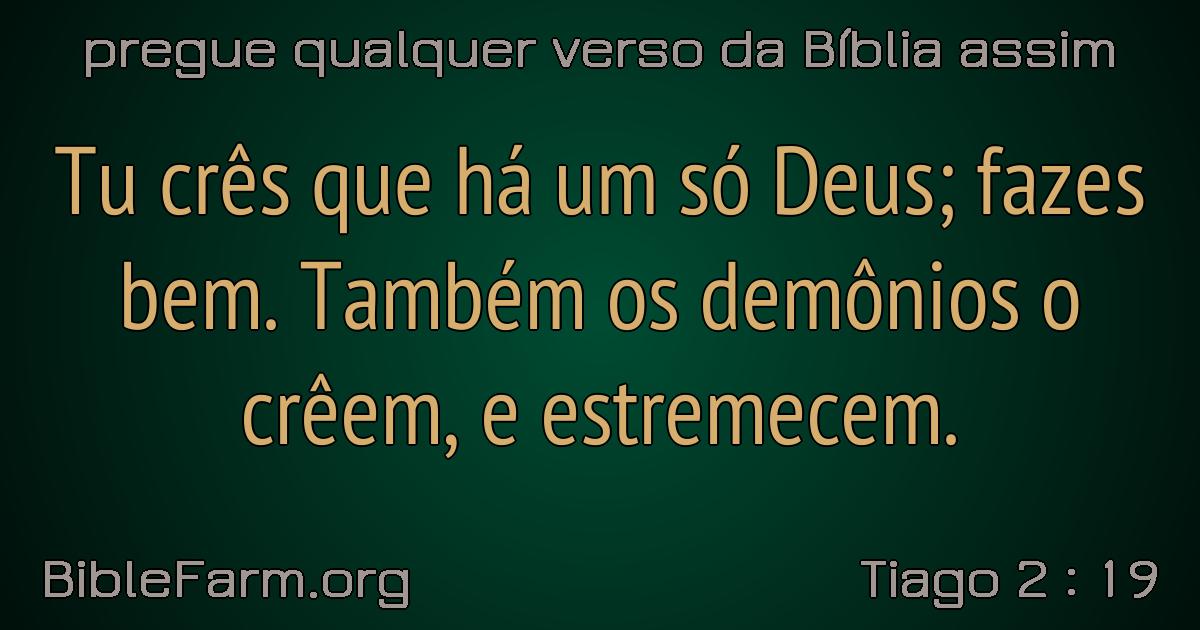 pregue qualquer verso da Bíblia assim
Tu crês que há um só Deus; fazes
bem. Também os demônios o
crêem, e estremecem.
BibleFarm.org
Tiago 2 : 19